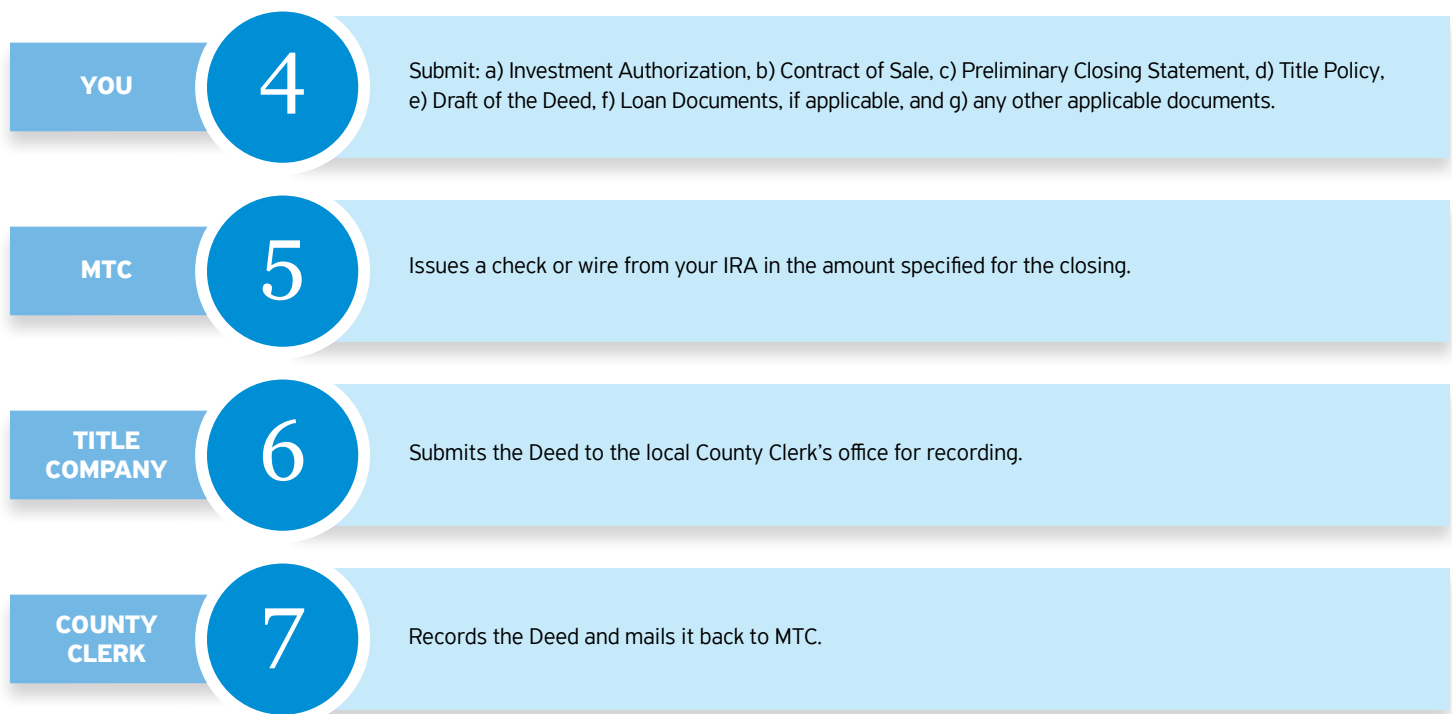 YOU
4
Submit: a) Investment Authorization, b) Contract of Sale, c) Preliminary Closing Statement, d) Title Policy,
e) Draft of the Deed, f) Loan Documents, if applicable, and g) any other applicable documents.
MTC
5
Issues a check or wire from your IRA in the amount specified for the closing.
TITLE
COMPANY
6
Submits the Deed to the local County Clerk’s office for recording.
COUNTY
CLERK
7
Records the Deed and mails it back to MTC.